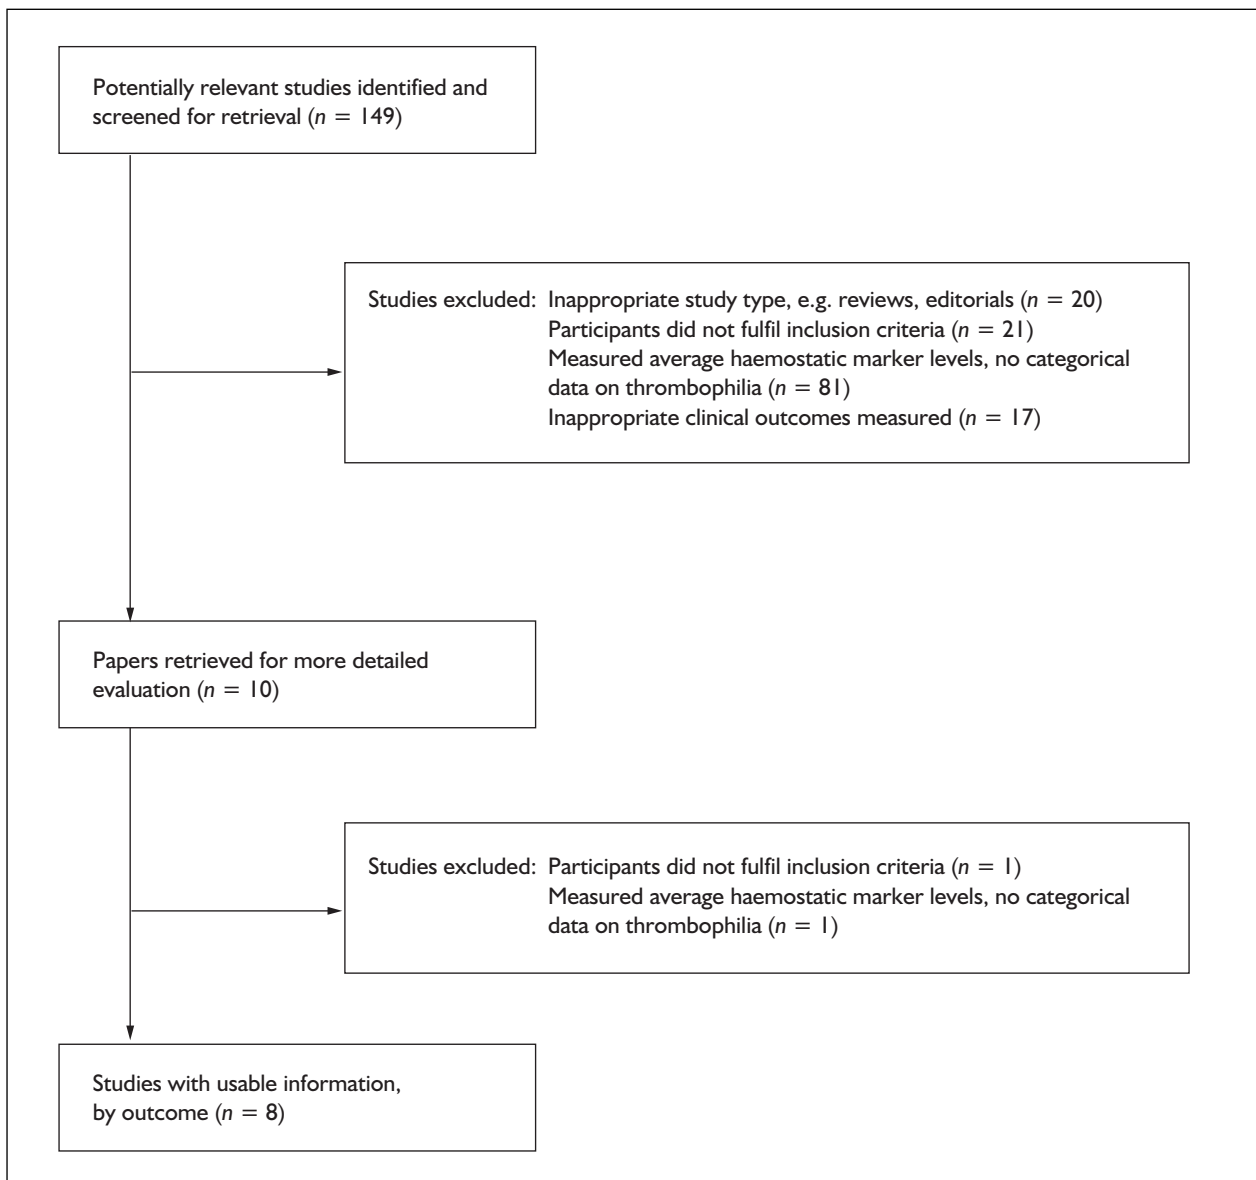 Potentially relevant studies identified and
screened for retrieval (n = 149)
Studies excluded: Inappropriate study type, e.g. reviews, editorials (n = 20)
Participants did not fulfil inclusion criteria (n = 21)
Measured average haemostatic marker levels, no categorical
data on thrombophilia (n = 81)
Inappropriate clinical outcomes measured (n = 17)
Papers retrieved for more detailed
evaluation (n = 10)
Studies excluded: Participants did not fulfil inclusion criteria (n = 1)
Measured average haemostatic marker levels, no categorical
data on thrombophilia (n = 1)
Studies with usable information,
by outcome (n = 8)